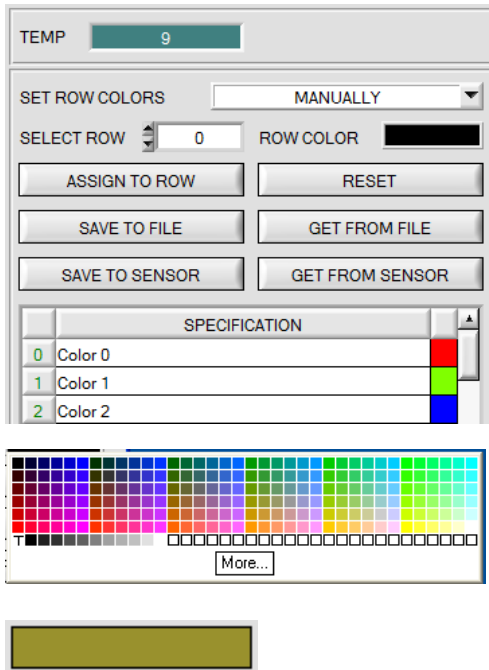 TEMP 9
SET ROW COLORS MANUALLY
SELECT ROW 0 ROW COLOR
ASSIGN TO ROW RESET
SAVE TO FILE GET FROM FILE
SAVE TO SENSOR GET FROM SENSOR
SPECIFICATION
0 Color 0
1 Color 1
2 Color 2
T
More...